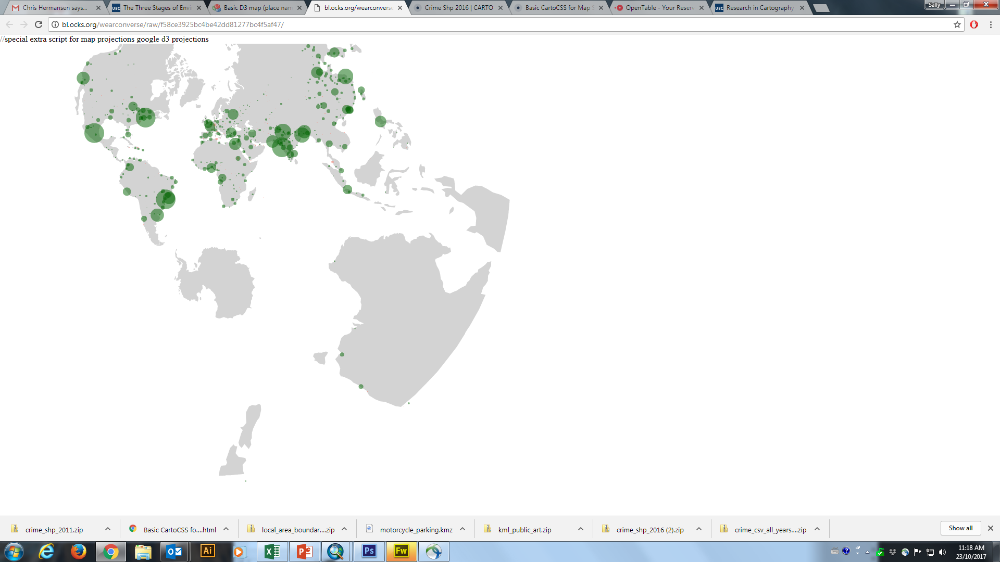 Chris Hermansen says...
The Three Stages of Envi
Basic D3 map (place nam
bl.ocks.org/wearconverse
Crime Shp 2016 | CARTO
Basic CartoCSS for Map S
OpenTable - Your Reserv
Research in Cartography
Sally
bl.ocks.org/wearconverse/raw/f58ce3925bc4be42dd81277bc4f5af47/
//special extra script for map projections google d3 projections
crime_shp_2011.zip
Basic CartoCSS fo....html
local_area_boundar....zip
motorcycle_parking.kmz
kml_public_art.zip
crime_shp_2016 (2).zip
crime_csv_all_years....zip
Show all
Ai
Ps
Fw
11:18 AM
23/10/2017